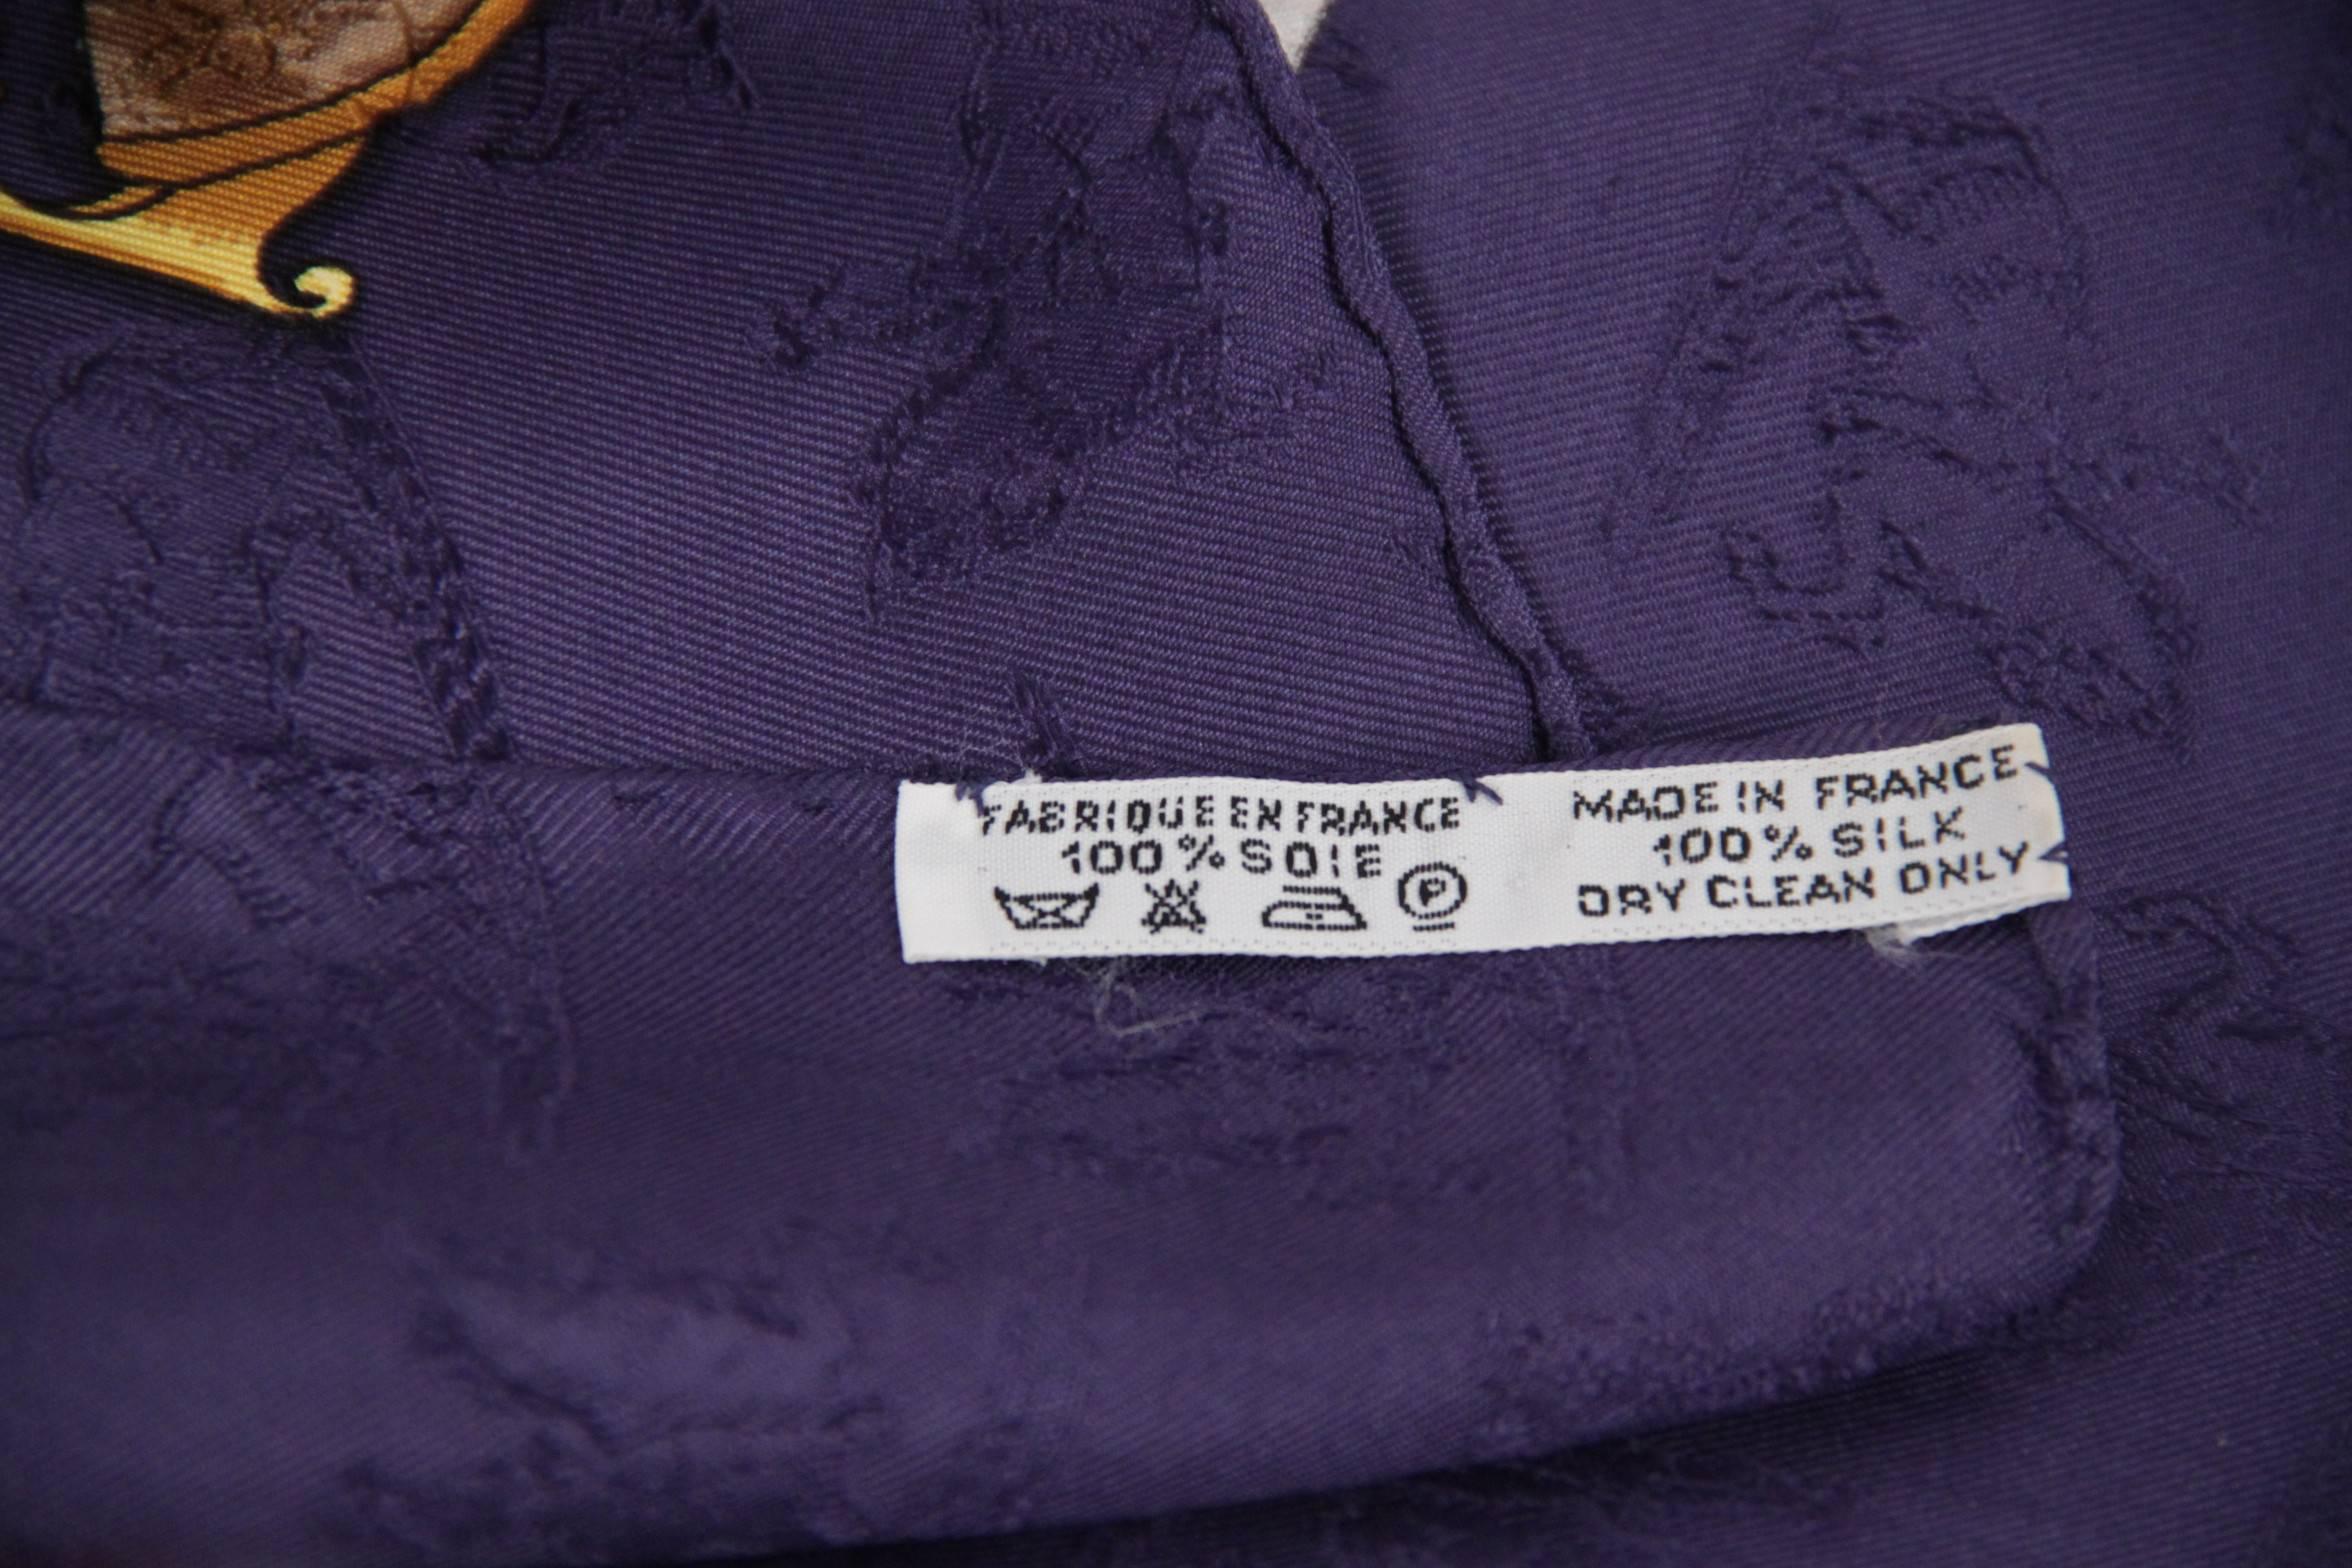 FABRIQUE EN FRANCE
100% SOIE
P
MADE IN FRANCE
100% SILK
DRY CLEAN ONLY